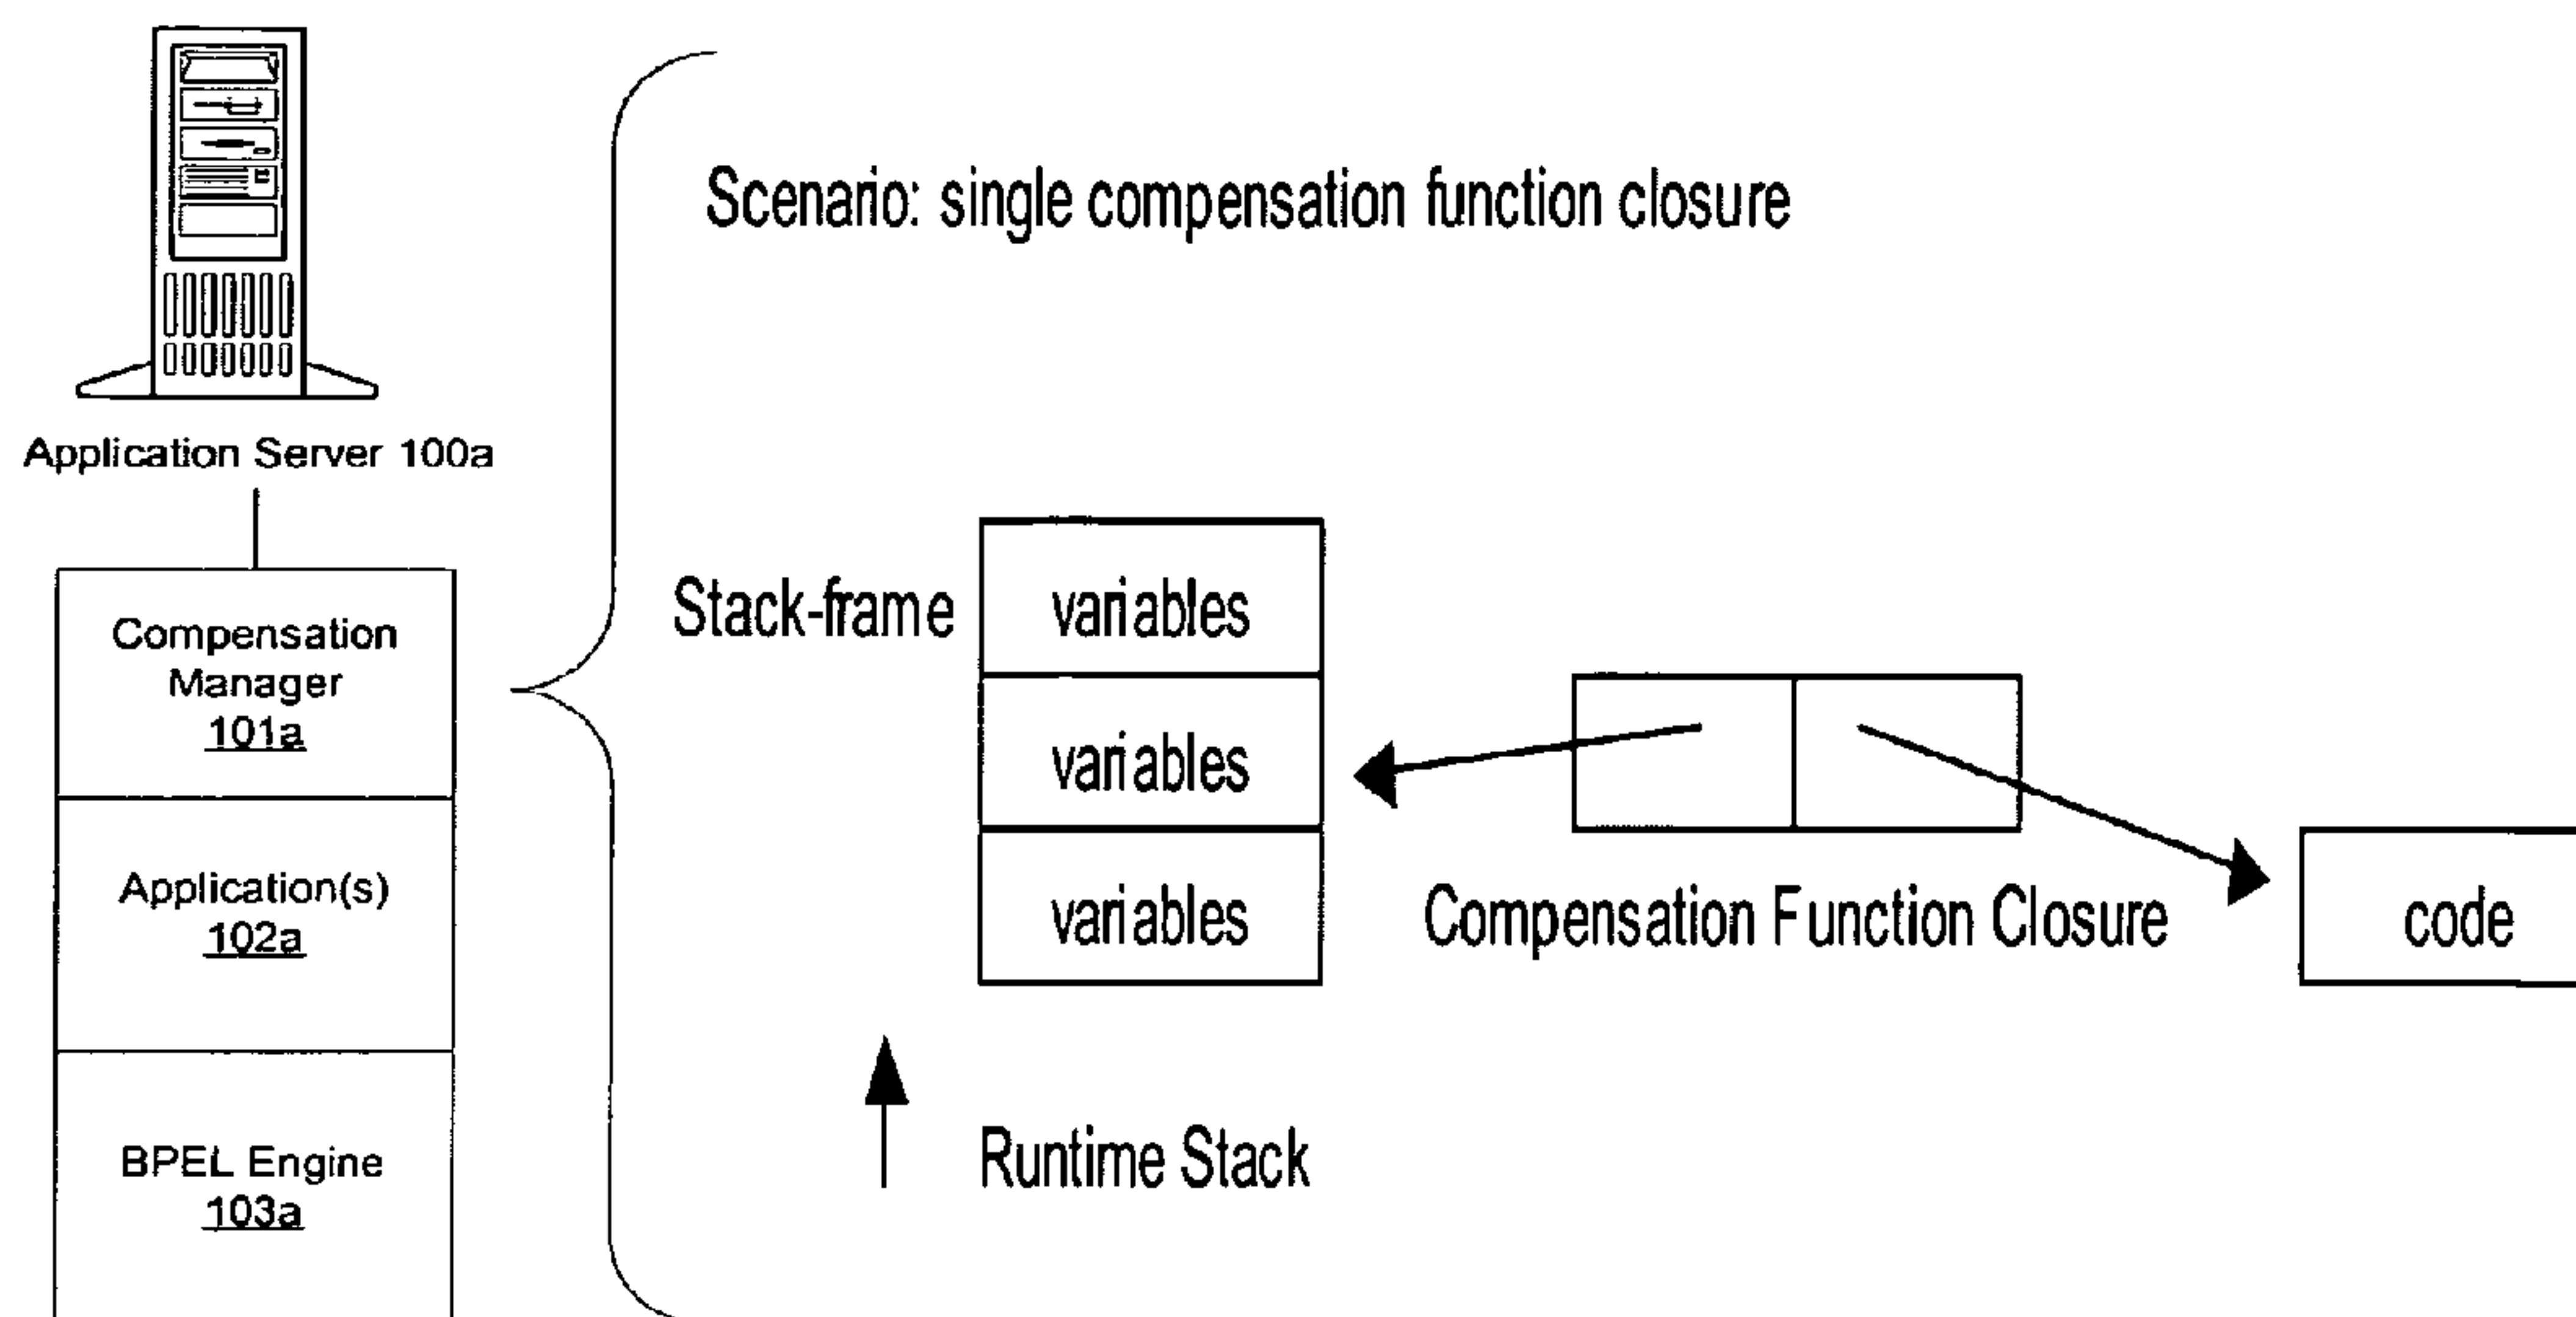 Application Server 100a
Compensation
Manager
101a
Application(s)
102a
BPEL Engine
103a
Scenario: single compensation function closure
Stack-frame
variables
variables
variables
Compensation Function Closure
code
Runtime Stack